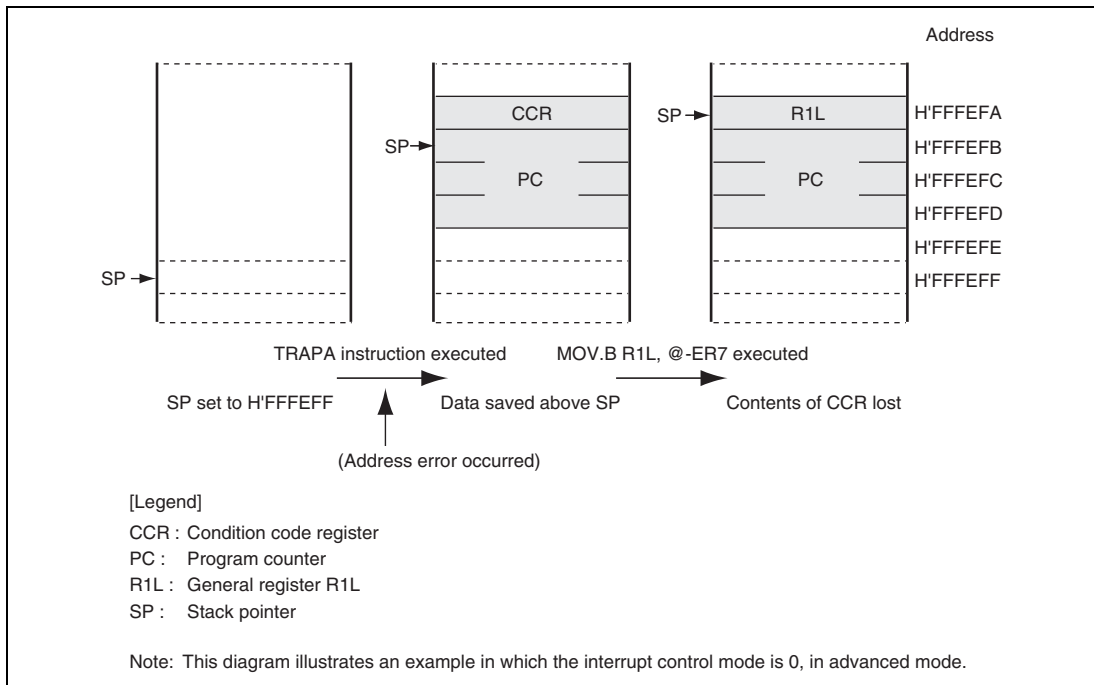 Address
SP
CCR
SP
R1L
H'FFFEFA
SP
H'FFFEFB
PC
PC
H'FFFEFC
H'FFFEFD
H'FFFEFE
SP
H'FFFEFF
TRAPA instruction executed
MOV.B R1L, @-ER7 executed
SP set to H'FFFEFF
Data saved above SP
Contents of CCR lost
(Address error occurred)
[Legend]
CCR : Condition code register
PC : Program counter
R1L : General register R1L
SP : Stack pointer
Note: This diagram illustrates an example in which the interrupt control mode is 0, in advanced mode.